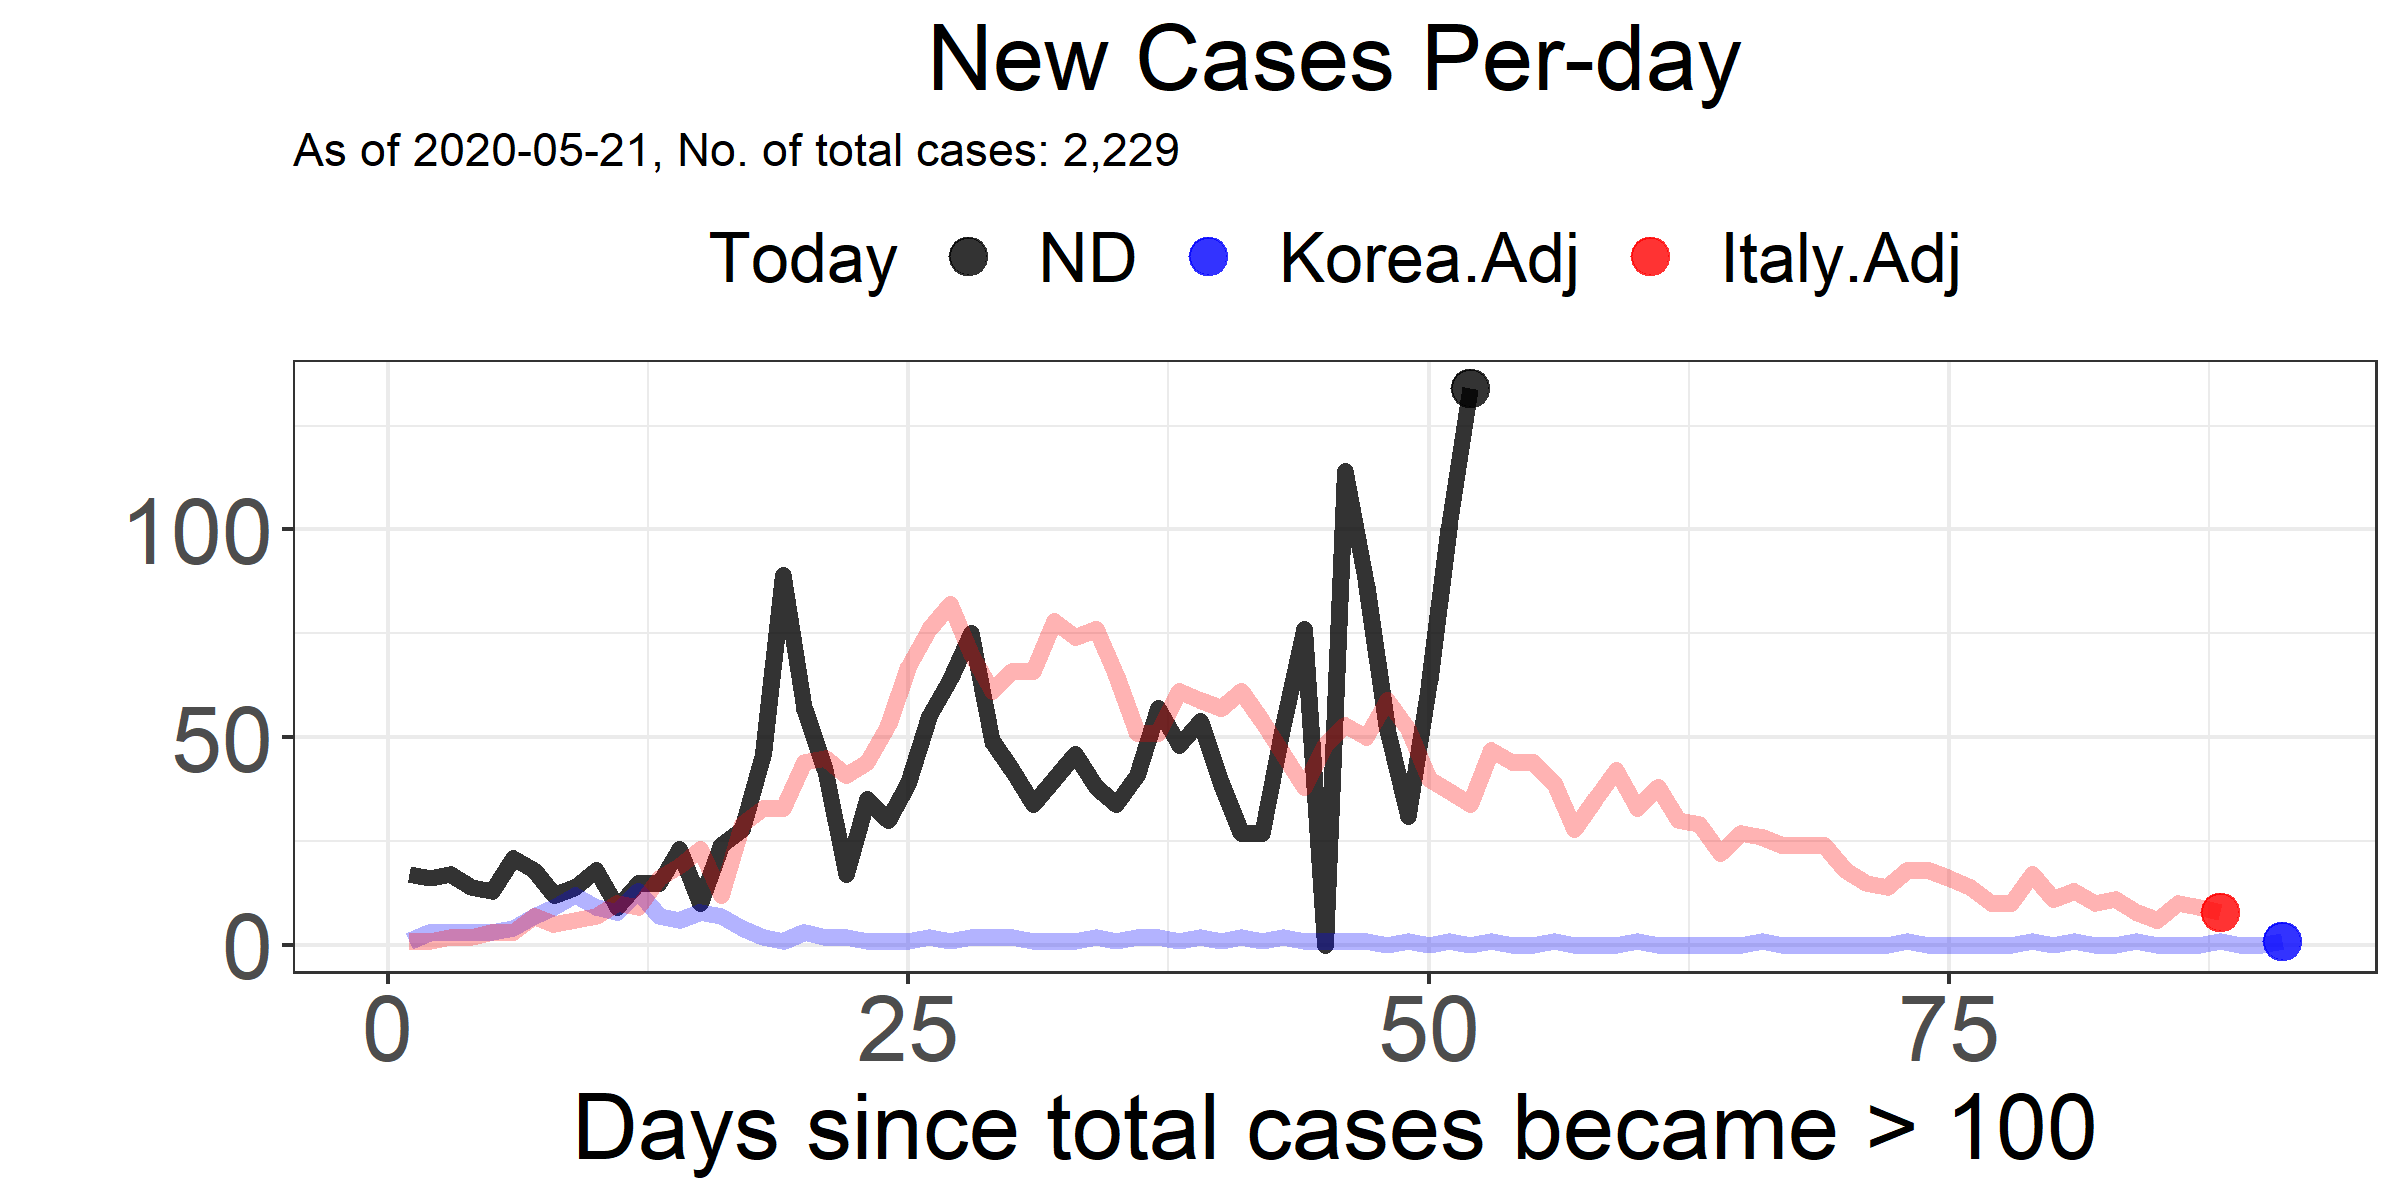 New Cases Per-day
As of 2020-05-21, No. of total cases: 2,229
Today ND Korea.Adj Italy.Adj
100
50
0
0 25 50 75
Days since total cases became > 100